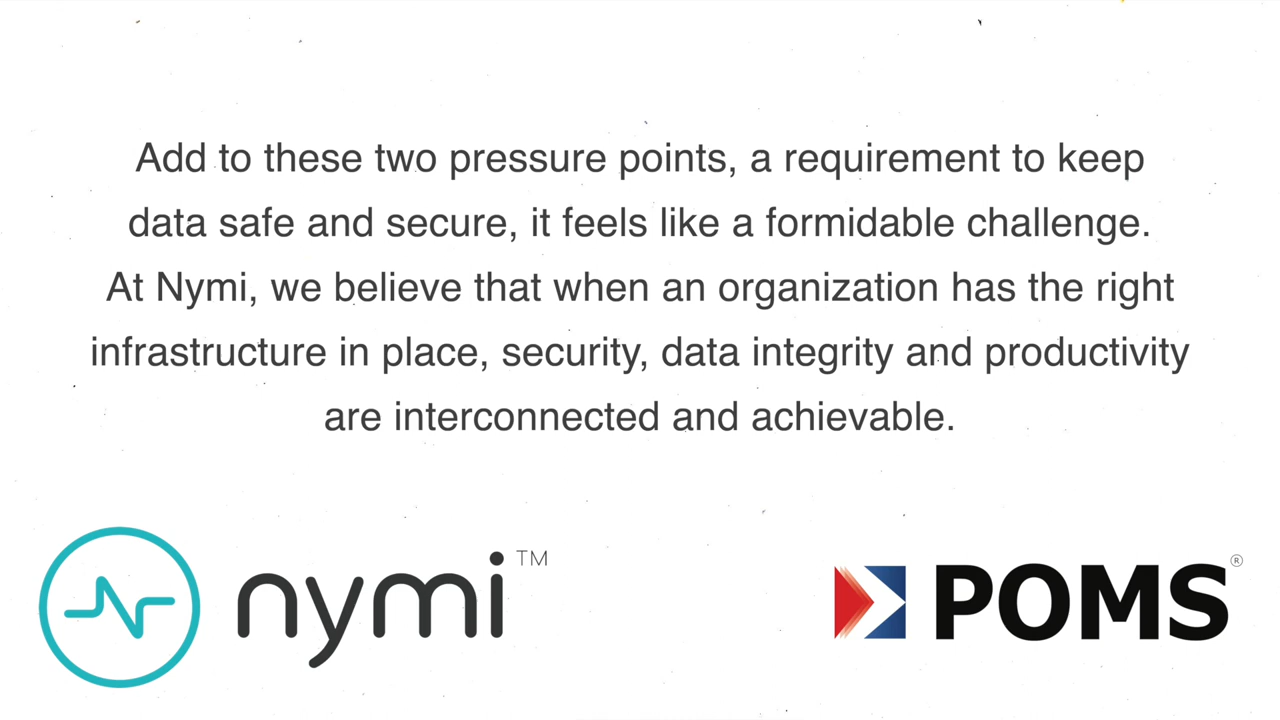 Add to these two pressure points, a requirement to keep
data safe and secure, it feels like a formidable challenge.
At Nymi, we believe that when an organization has the right
infrastructure in place, security, data integrity and productivity
are interconnected and achievable.
nymi™
POMS®